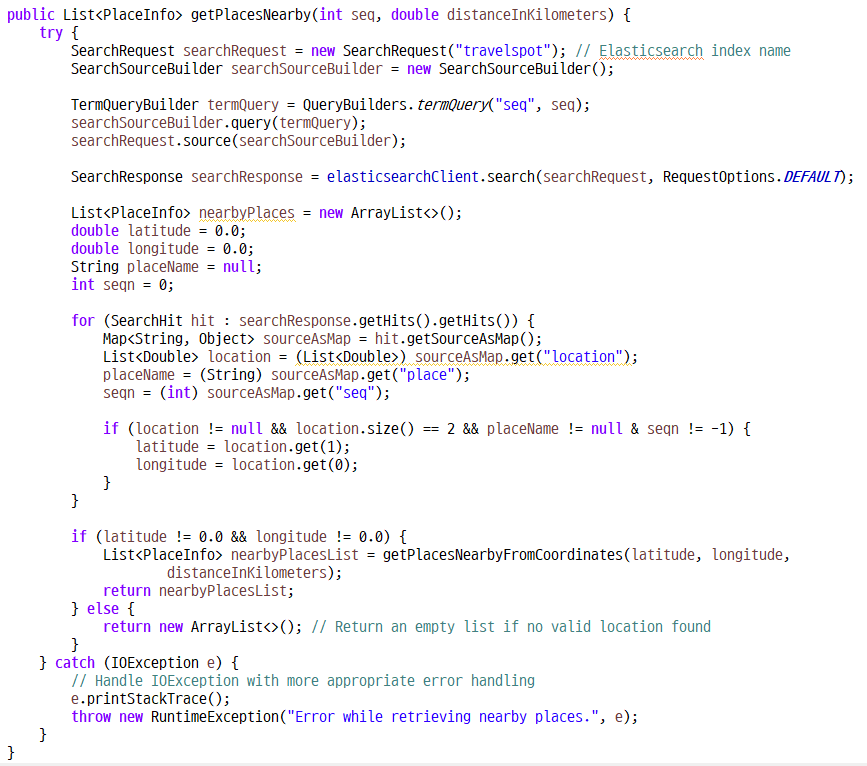 public List<PlaceInfo> getPlacesNearby(int seq, double distanceInKilometers) {
    try {
        SearchRequest searchRequest = new SearchRequest("travelspot"); // Elasticsearch index name
        SearchSourceBuilder searchSourceBuilder = new SearchSourceBuilder();

        TermQueryBuilder termQuery = QueryBuilders.termQuery("seq", seq);
        searchSourceBuilder.query(termQuery);
        searchRequest.source(searchSourceBuilder);

        SearchResponse searchResponse = elasticsearchClient.search(searchRequest, RequestOptions.DEFAULT);

        List<PlaceInfo> nearbyPlaces = new ArrayList<>();
        double latitude = 0.0;
        double longitude = 0.0;
        String placeName = null;
        int seqn = 0;

        for (SearchHit hit : searchResponse.getHits().getHits()) {
            Map<String, Object> sourceAsMap = hit.getSourceAsMap();
            List<Double> location = (List<Double>) sourceAsMap.get("location");
            placeName = (String) sourceAsMap.get("place");
            seqn = (int) sourceAsMap.get("seq");

            if (location != null && location.size() == 2 && placeName != null & seqn != -1) {
                latitude = location.get(1);
                longitude = location.get(0);
            }
        }

        if (latitude != 0.0 && longitude != 0.0) {
            List<PlaceInfo> nearbyPlacesList = getPlacesNearbyFromCoordinates(latitude, longitude,
                    distanceInKilometers);
            return nearbyPlacesList;
        } else {
            return new ArrayList<>(); // Return an empty list if no valid location found
        }
    } catch (IOException e) {
        // Handle IOException with more appropriate error handling
        e.printStackTrace();
        throw new RuntimeException("Error while retrieving nearby places.", e);
    }
}